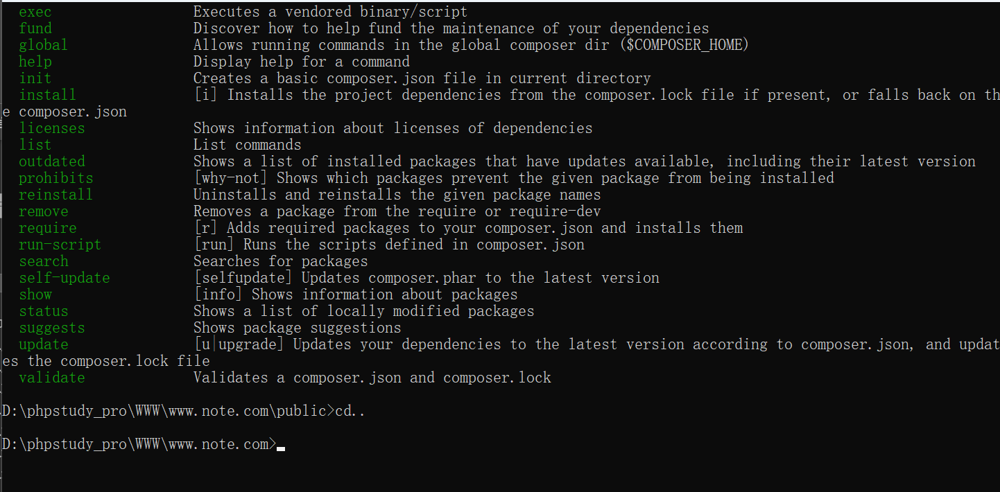 exec Executes a vendored binary/script
fund Discover how to help fund the maintenance of your dependencies
global Allows running commands in the global composer dir ($COMPOSER_HOME)
help Display help for a command
init Creates a basic composer.json file in current directory
install [i] Installs the project dependencies from the composer.lock file if present, or falls back on th
e composer.json
licenses Shows information about licenses of dependencies
list List commands
outdated Shows a list of installed packages that have updates available, including their latest version
prohibits [why-not] Shows which packages prevent the given package from being installed
reinstall Uninstalls and reinstalls the given package names
remove Removes a package from the require or require-dev
require [r] Adds required packages to your composer.json and installs them
run-script [run] Runs the scripts defined in composer.json
search Searches for packages
self-update [selfupdate] Updates composer.phar to the latest version
show [info] Shows information about packages
status Shows a list of locally modified packages
suggests Shows package suggestions
update [u|upgrade] Updates your dependencies to the latest version according to composer.json, and updat
es the composer.lock file
validate Validates a composer.json and composer.lock
D:\phpstudy_pro\WWW\www.note.com\public>cd..
D:\phpstudy_pro\WWW\www.note.com>